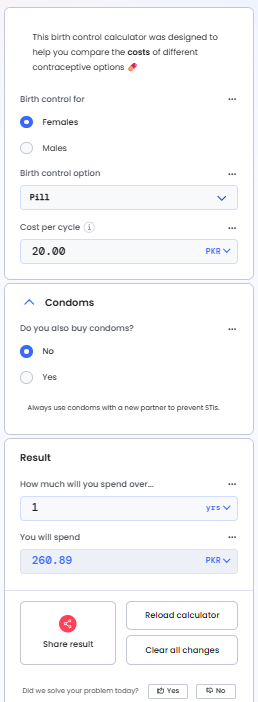 This birth control calculator was designed to
help you compare the costs of different
contraceptive options 💊
Birth control for
...
Females
Males
Birth control option
...
Pill
Cost per cycle i
...
20.00 PKR
Condoms
Do you also buy condoms?
...
No
Yes
Always use condoms with a new partner to prevent STIs.
Result
How much will you spend over...
...
1 yrs
You will spend
...
260.89 PKR
Share result
Reload calculator
Clear all changes
Did we solve your problem today? Yes No